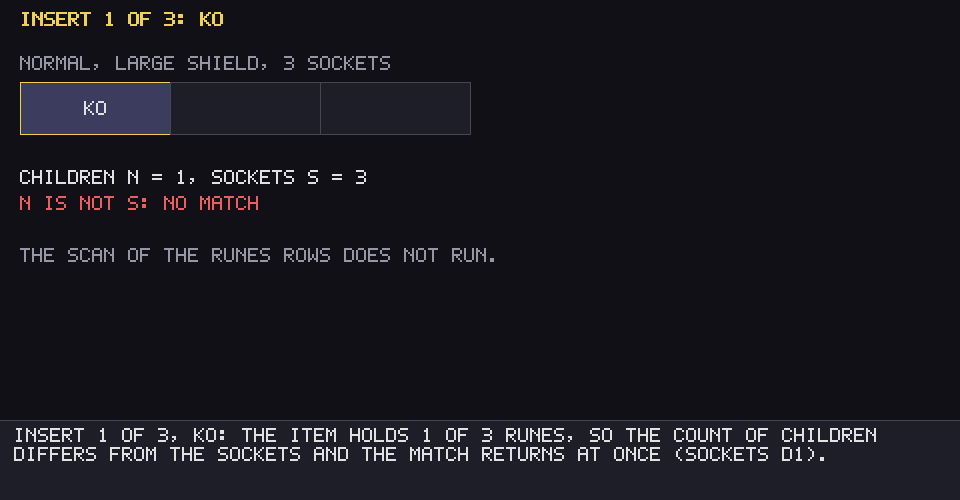 INSERT 1 OF 3: KO
NORMAL, LARGE SHIELD, 3 SOCKETS
KO
CHILDREN N = 1, SOCKETS S = 3
N IS NOT S: NO MATCH
THE SCAN OF THE RUNES ROWS DOES NOT RUN.
INSERT 1 OF 3, KO: THE ITEM HOLDS 1 OF 3 RUNES, SO THE COUNT OF CHILDREN
DIFFERS FROM THE SOCKETS AND THE MATCH RETURNS AT ONCE (SOCKETS D1).